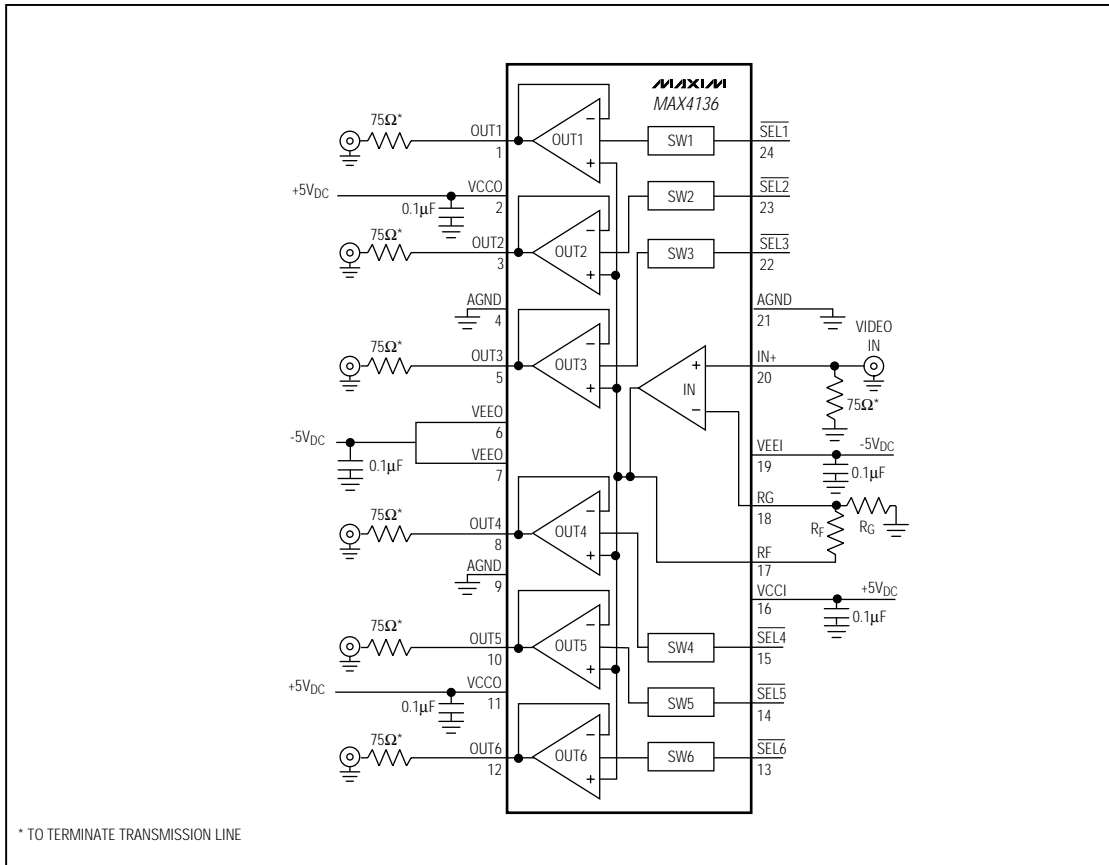 MAXIM
MAX4136
75Ω*
OUT1
1
+5VDC
VCCO
2
0.1µF
75Ω*
OUT2
3
AGND
4
75Ω*
OUT3
5
-5VDC
VEEO
6
VEEO
7
0.1µF
75Ω*
OUT4
8
AGND
9
75Ω*
OUT5
10
+5VDC
VCCO
11
0.1µF
75Ω*
OUT6
12
OUT1
−
+
OUT2
−
+
OUT3
−
+
OUT4
−
+
OUT5
−
+
OUT6
−
+
SW1
SW2
SW3
IN
+
−
SW4
SW5
SW6
SEL1
24
SEL2
23
SEL3
22
AGND
21
VIDEO
IN
IN+
20
75Ω*
VEEI
19
-5VDC
0.1µF
RG
18
RF
RG
RF
17
VCCI
16
+5VDC
0.1µF
SEL4
15
SEL5
14
SEL6
13
* TO TERMINATE TRANSMISSION LINE